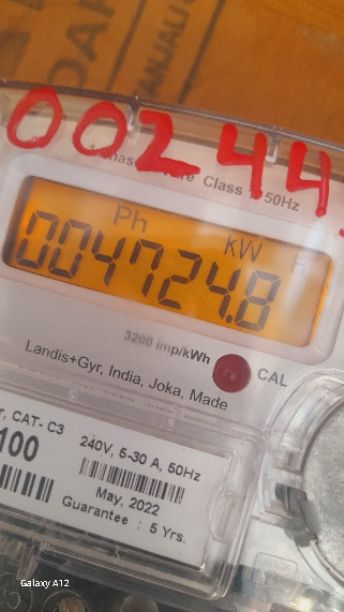 PATANJALI
00244
Class 1 50Hz
Ph kW h
004724.8
3200 imp/kWh
CAL
Landis+Gyr, India, Joka, Made
CAT- C3
100
240V, 5-30 A, 50Hz
May, 2022
Guarantee : 5 Yrs.
Galaxy A12